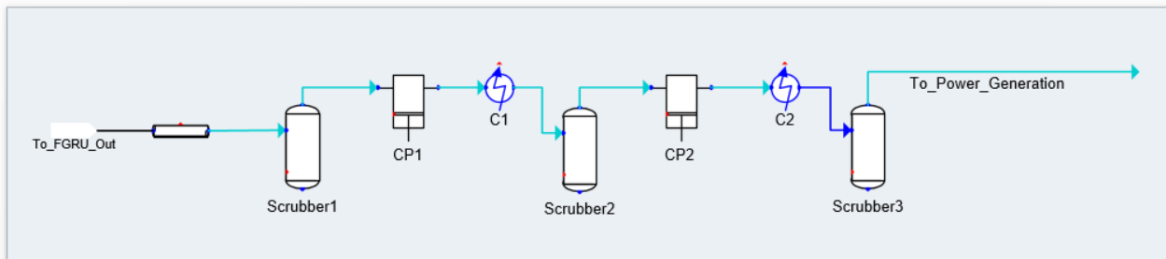 To_FGRU_Out
Scrubber1
CP1
C1
Scrubber2
CP2
C2
Scrubber3
To_Power_Generation